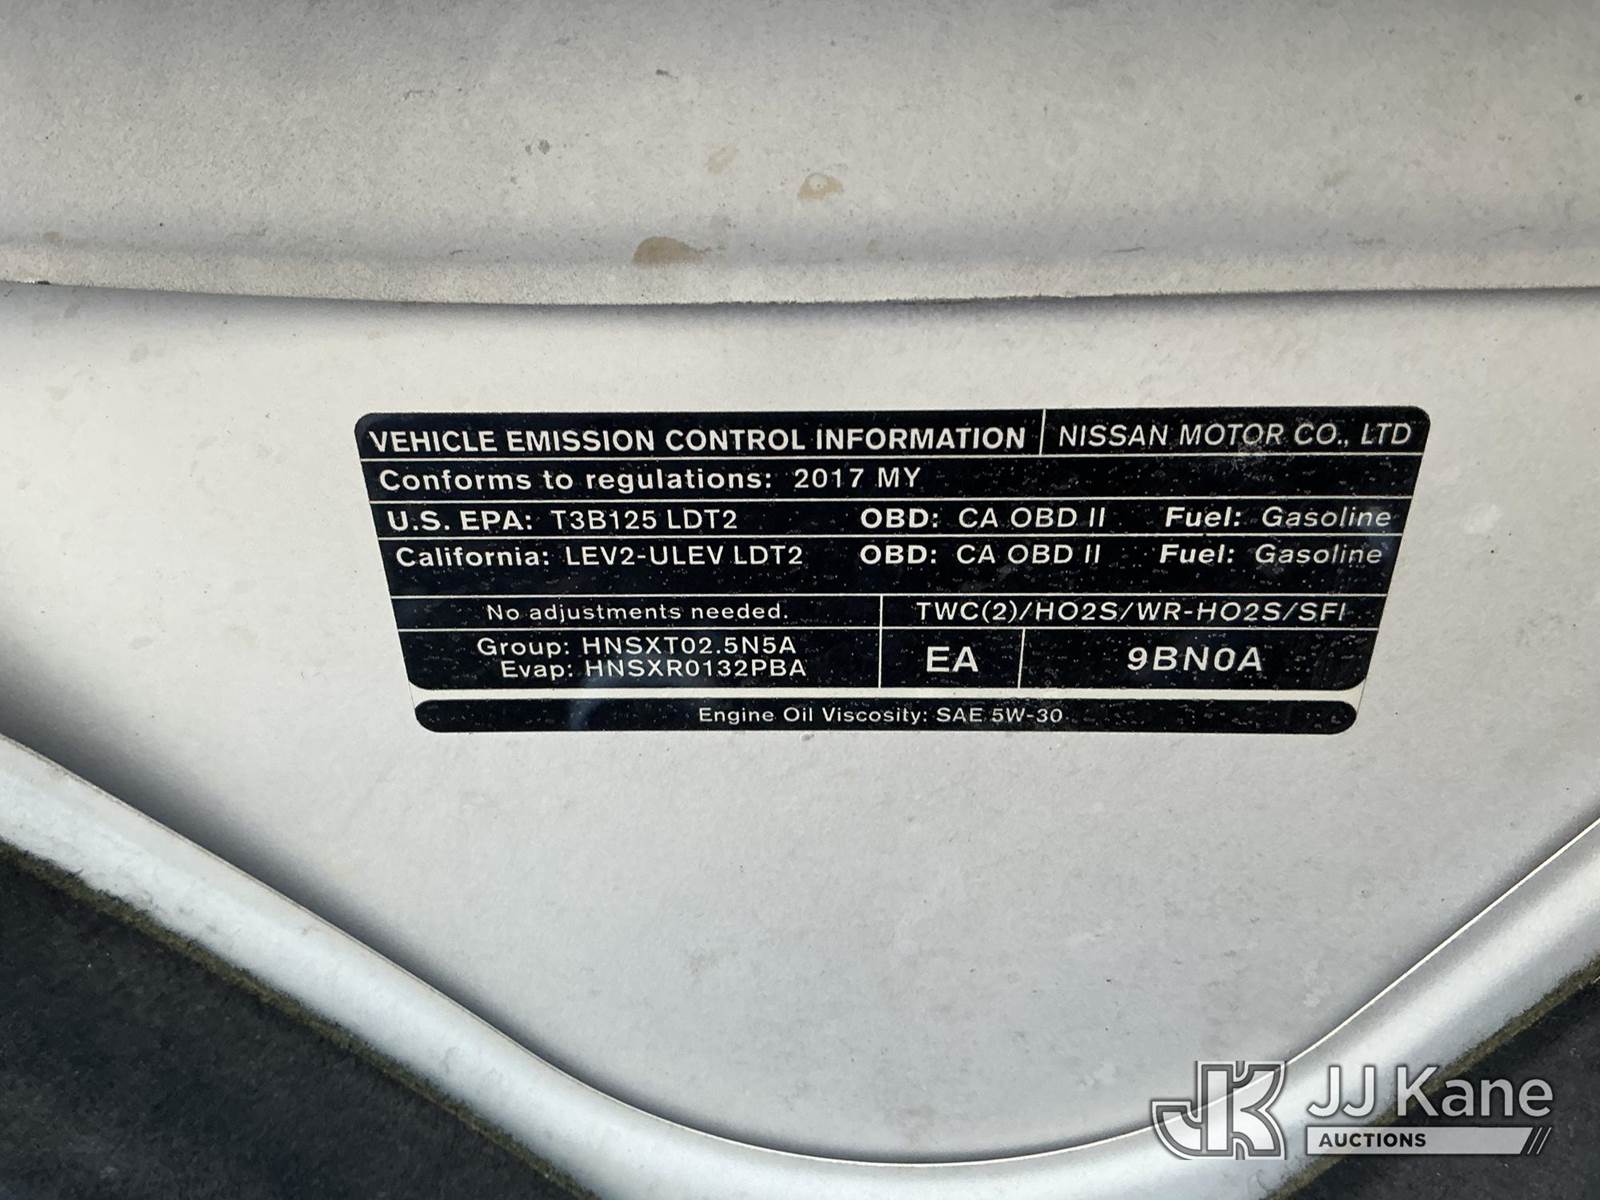 VEHICLE EMISSION CONTROL INFORMATION NISSAN MOTOR CO., LTD
Conforms to regulations: 2017 MY
U.S. EPA: T3B125 LDT2 OBD: CA OBD II Fuel: Gasoline
California: LEV2-ULEV LDT2 OBD: CA OBD II Fuel: Gasoline
No adjustments needed. TWC(2)/HO2S/WR-HO2S/SFI
Group: HNSXT02.5N5A
Evap: HNSXR0132PBA
EA 9BN0A
Engine Oil Viscosity: SAE 5W-30
JK JJ Kane
AUCTIONS